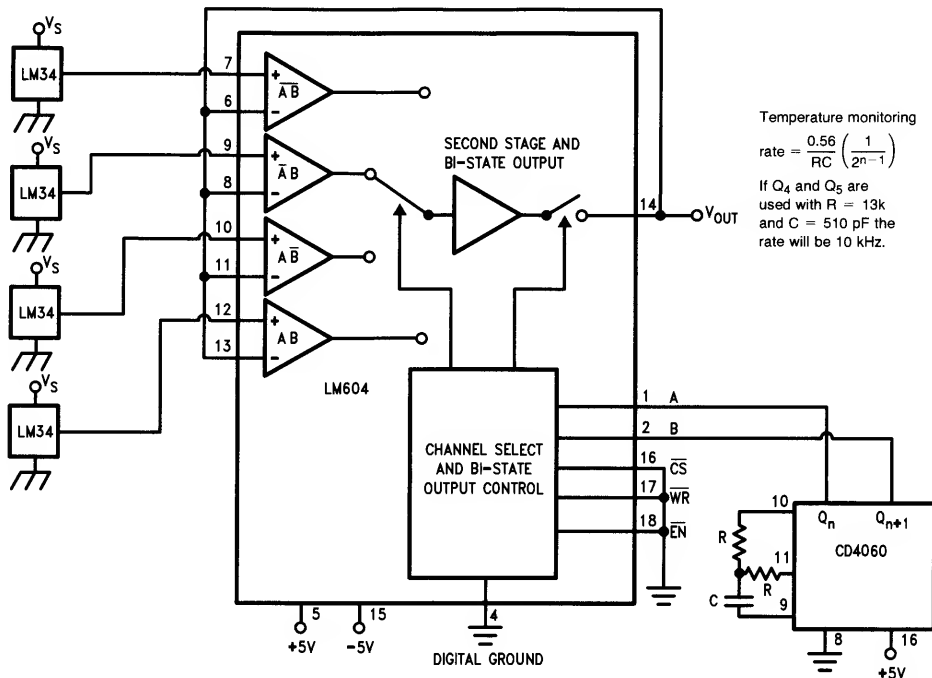 V_S
LM34
V_S
LM34
V_S
LM34
V_S
LM34
7
+
6
−
A̅ B̅
9
+
8
−
A̅ B
10
+
11
−
A B̅
12
+
13
−
A B
SECOND STAGE AND
BI-STATE OUTPUT
14
V_OUT
LM604
CHANNEL SELECT
AND BI-STATE
OUTPUT CONTROL
1 A
2 B
16 C̅S̅
17 W̅R̅
18 E̅N̅
5
+5V
15
-5V
4
DIGITAL GROUND
Temperature monitoring
rate = 0.56/RC (1/2^(n−1))
If Q4 and Q5 are
used with R = 13k
and C = 510 pF the
rate will be 10 kHz.
10
Q_n Q_n+1
CD4060
R
11
R
C
9
8
16
+5V